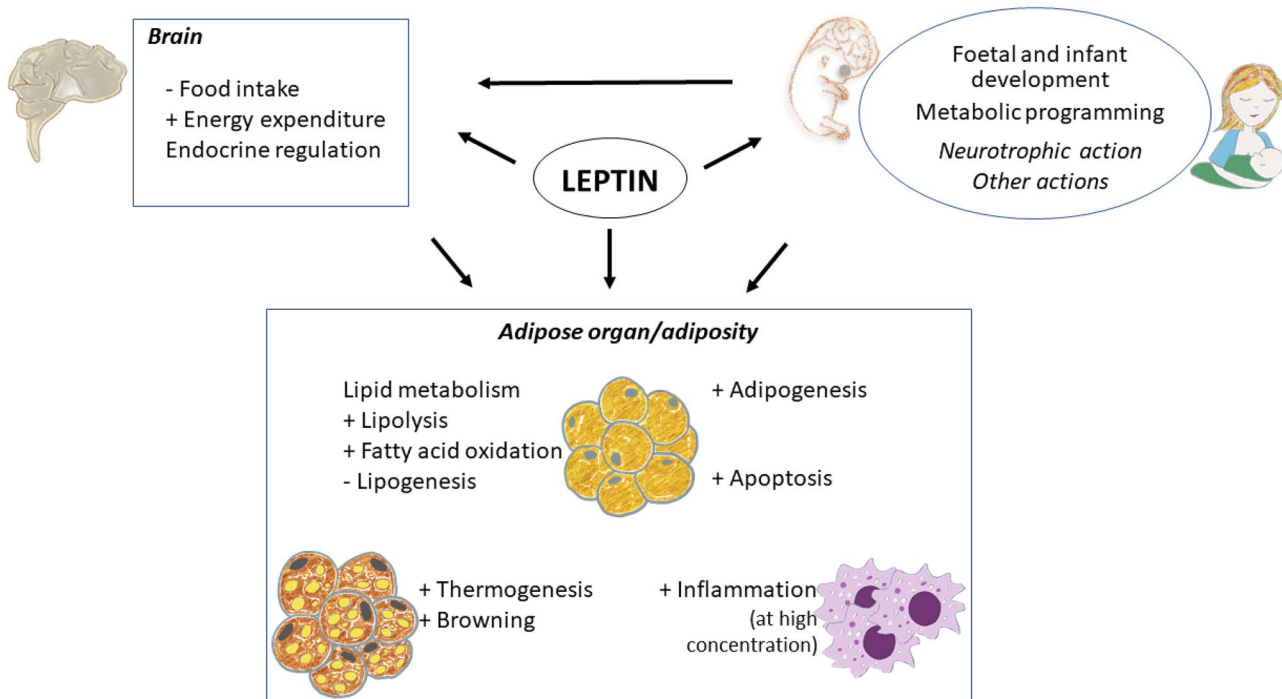 Brain
- Food intake
+ Energy expenditure
Endocrine regulation
LEPTIN
Foetal and infant
development
Metabolic programming
Neurotrophic action
Other actions
Adipose organ/adiposity
Lipid metabolism
+ Lipolysis
+ Fatty acid oxidation
- Lipogenesis
+ Adipogenesis
+ Apoptosis
+ Thermogenesis
+ Browning
+ Inflammation
(at high
concentration)